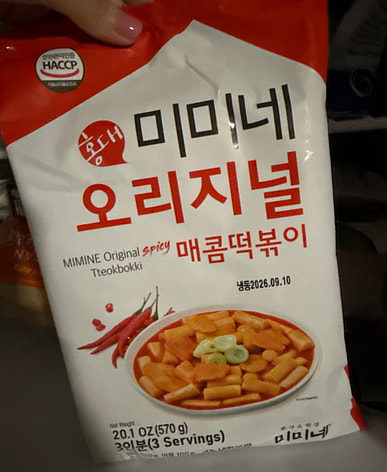 HACCP
홍대
미미네
오리지널
MIMINE Original spicy
Tteokbokki
매콤떡볶이
냉동2026.09.10
Net Weight
20.1 OZ (570 g)
3인분(3 Servings)
미미네